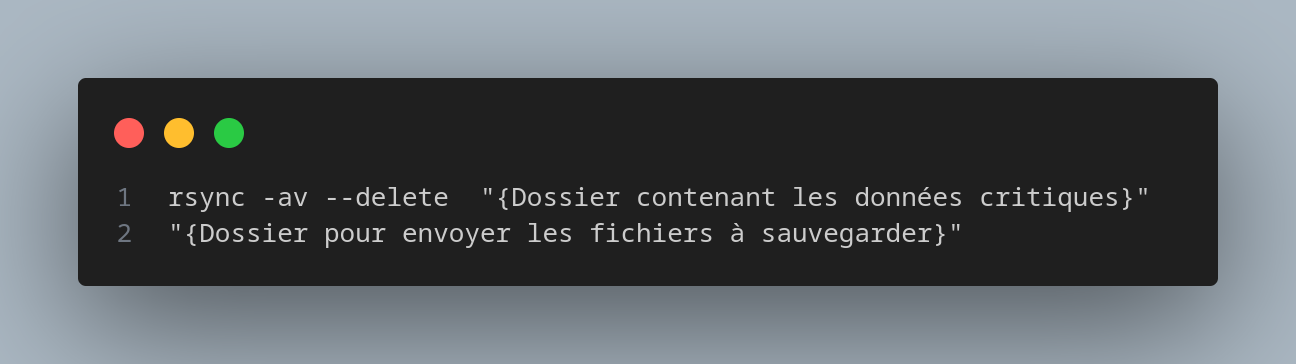 1 rsync -av --delete  "{Dossier contenant les données critiques}"
2 "{Dossier pour envoyer les fichiers à sauvegarder}"